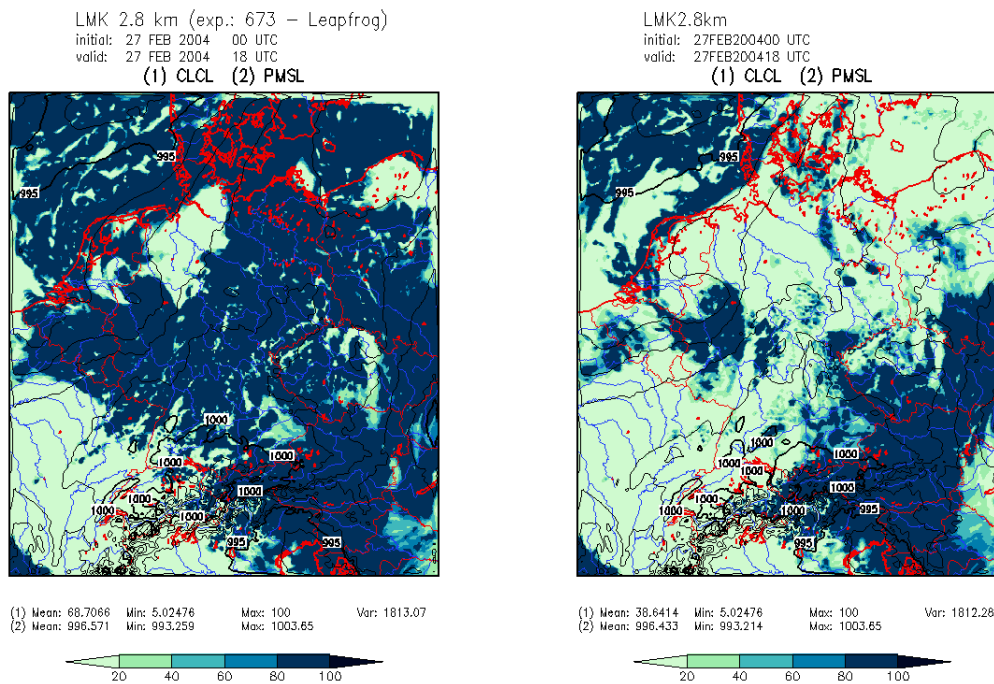 LMK 2.8 km (exp.: 673 – Leapfrog)
initial: 27 FEB 2004 00 UTC
valid: 27 FEB 2004 18 UTC
(1) CLCL (2) PMSL
995
995
1000
1000
1000
1000
1000
1000
1000
1000
995
995
(1) Mean: 68.7066 Min: 5.02476 Max: 100 Var: 1813.07
(2) Mean: 996.571 Min: 993.259 Max: 1003.65
20 40 60 80 100
LMK2.8km
initial: 27FEB200400 UTC
valid: 27FEB200418 UTC
(1) CLCL (2) PMSL
995
995
1000
1000
1000
1000
1000
1000
1005
1000
995
995
(1) Mean: 38.6414 Min: 5.02476 Max: 100 Var: 1812.28
(2) Mean: 996.433 Min: 993.214 Max: 1003.65
20 40 60 80 100